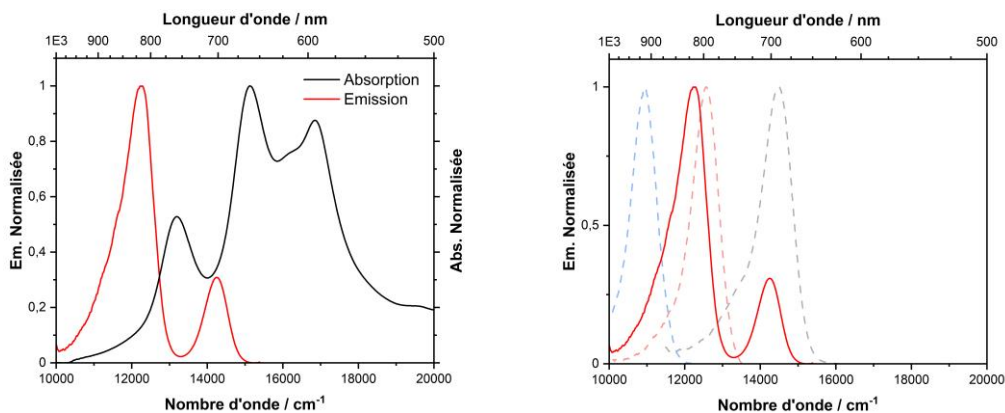 Longueur d'onde / nm
1E3 900 800 700 600 500
Em. Normalisée
1
0,8
0,6
0,4
0,2
0
Absorption
Emission
Abs. Normalisée
10000 12000 14000 16000 18000 20000
Nombre d'onde / cm⁻¹
Longueur d'onde / nm
1E3 900 800 700 600 500
Em. Normalisée
1
0,5
0
10000 12000 14000 16000 18000 20000
Nombre d'onde / cm⁻¹